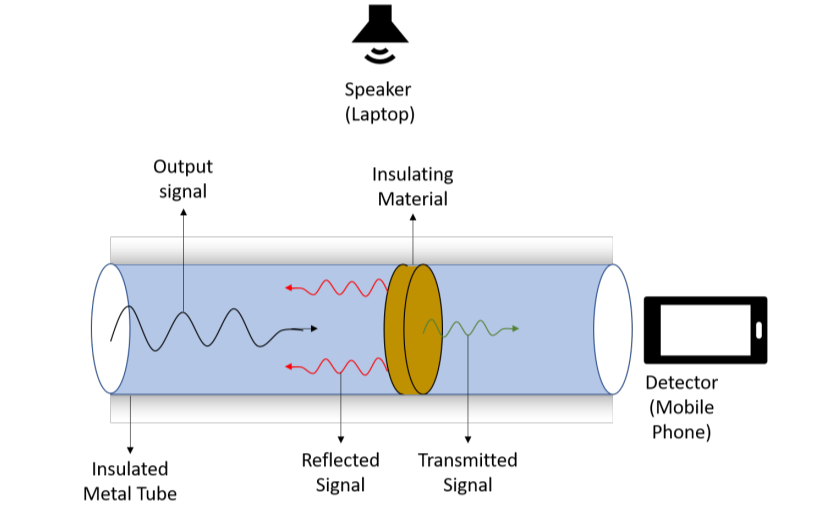 Speaker
(Laptop)
Output
signal
Insulating
Material
Detector
(Mobile
Phone)
Insulated
Metal Tube
Reflected
Signal
Transmitted
Signal